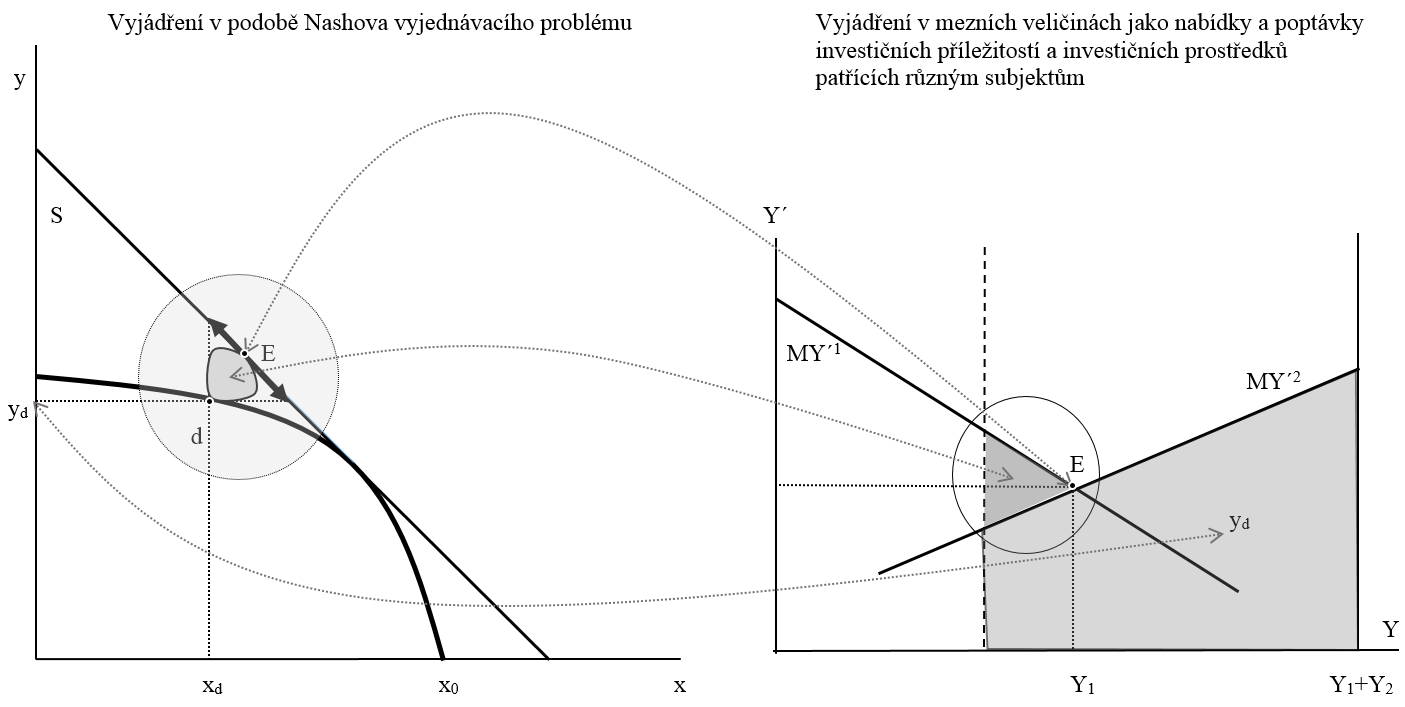 Vyjádření v podobě Nashova vyjednávacího problému
Vyjádření v mezních veličinách jako nabídky a poptávky
investičních příležitostí a investičních prostředků
patřících různým subjektům
y
S
E
yd
d
xd
x0
x
Y´
MY´1
MY´2
E
yd
Y
Y1
Y1+Y2